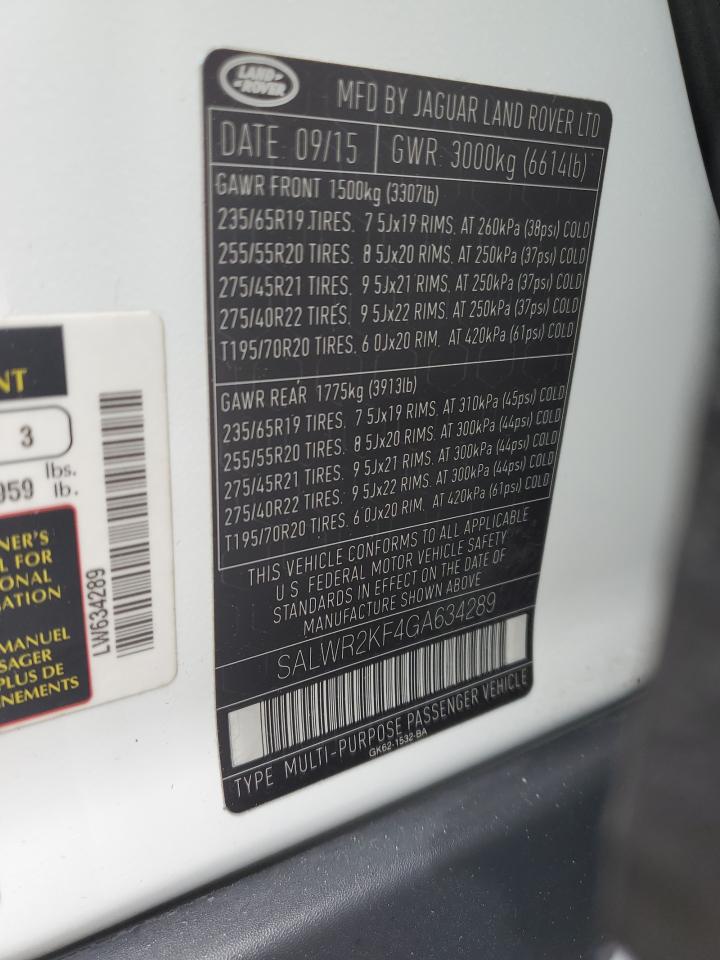 LAND ROVER
MFD BY JAGUAR LAND ROVER LTD
DATE: 09/15 GWR: 3000kg (6614lb)
GAWR FRONT 1500kg (3307lb)
235/65R19 TIRES, 7 5Jx19 RIMS, AT 260kPa (38psi) COLD
255/55R20 TIRES, 8 5Jx20 RIMS, AT 250kPa (37psi) COLD
275/45R21 TIRES, 9 5Jx21 RIMS, AT 250kPa (37psi) COLD
275/40R22 TIRES, 9 5Jx22 RIMS, AT 250kPa (37psi) COLD
T195/70R20 TIRES, 6 0Jx20 RIM, AT 420kPa (61psi) COLD
GAWR REAR 1775kg (3913lb)
235/65R19 TIRES, 7 5Jx19 RIMS, AT 310kPa (45psi) COLD
255/55R20 TIRES, 8 5Jx20 RIMS, AT 300kPa (44psi) COLD
275/45R21 TIRES, 9 5Jx21 RIMS, AT 300kPa (44psi) COLD
275/40R22 TIRES, 9 5Jx22 RIMS, AT 300kPa (44psi) COLD
T195/70R20 TIRES, 6 0Jx20 RIM, AT 420kPa (61psi) COLD
THIS VEHICLE CONFORMS TO ALL APPLICABLE
U S FEDERAL MOTOR VEHICLE SAFETY
STANDARDS IN EFFECT ON THE DATE OF
MANUFACTURE SHOWN ABOVE
SALWR2KF4GA634289
TYPE MULTI-PURPOSE PASSENGER VEHICLE
GK62-1532-BA
NT
3
959 lbs.
lb.
NER'S
L FOR
IONAL
ATION
MANUEL
SAGER
PLUS DE
NEMENTS
LW634289